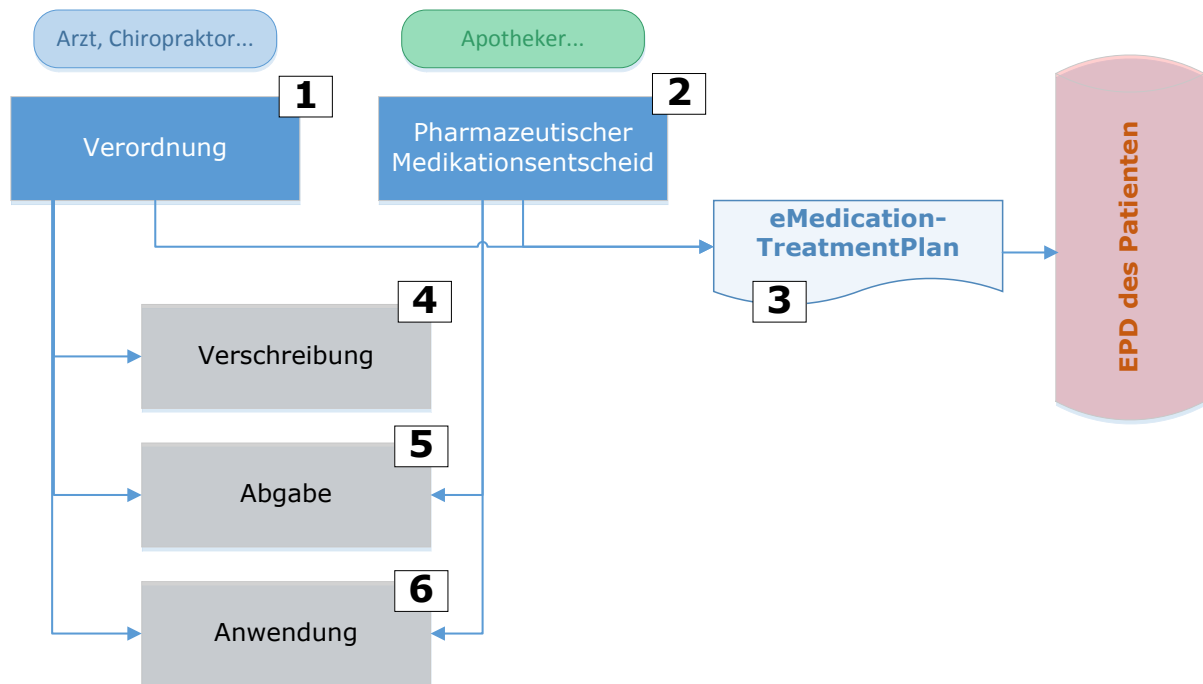 Arzt, Chiropraktor...
Apotheker...
1
Verordnung
2
Pharmazeutischer
Medikationsentscheid
eMedication-
TreatmentPlan
3
EPD des Patienten
4
Verschreibung
5
Abgabe
6
Anwendung